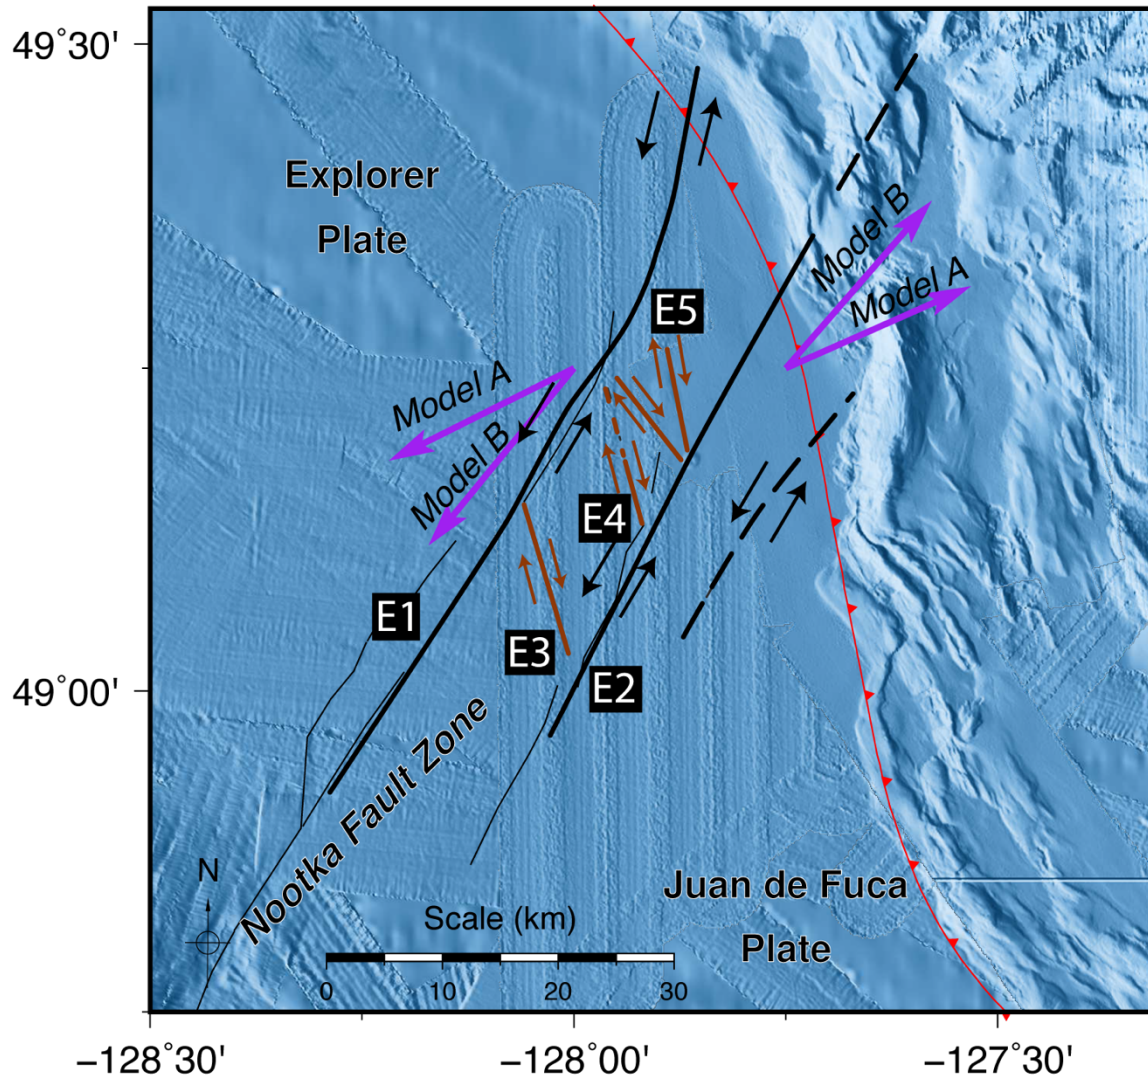 49°30'
Explorer
Plate
Model B
Model A
E5
Model A
Model B
E4
E1
E3
E2
49°00'
Nootka Fault Zone
N
Juan de Fuca
Plate
Scale (km)
0 10 20 30
−128°30' −128°00' −127°30'